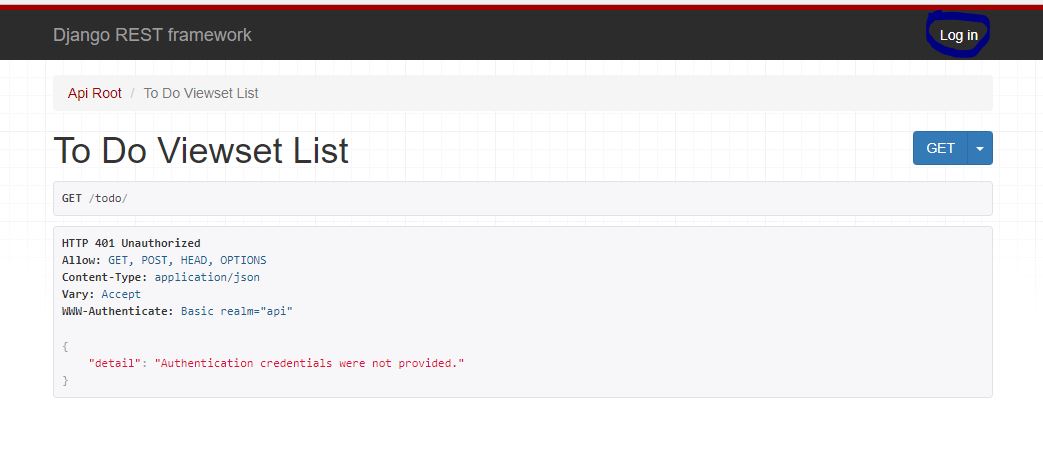 Django REST framework
Log in
Api Root / To Do Viewset List
To Do Viewset List
GET
GET /todo/
HTTP 401 Unauthorized
Allow: GET, POST, HEAD, OPTIONS
Content-Type: application/json
Vary: Accept
WWW-Authenticate: Basic realm="api"
{
    "detail": "Authentication credentials were not provided."
}